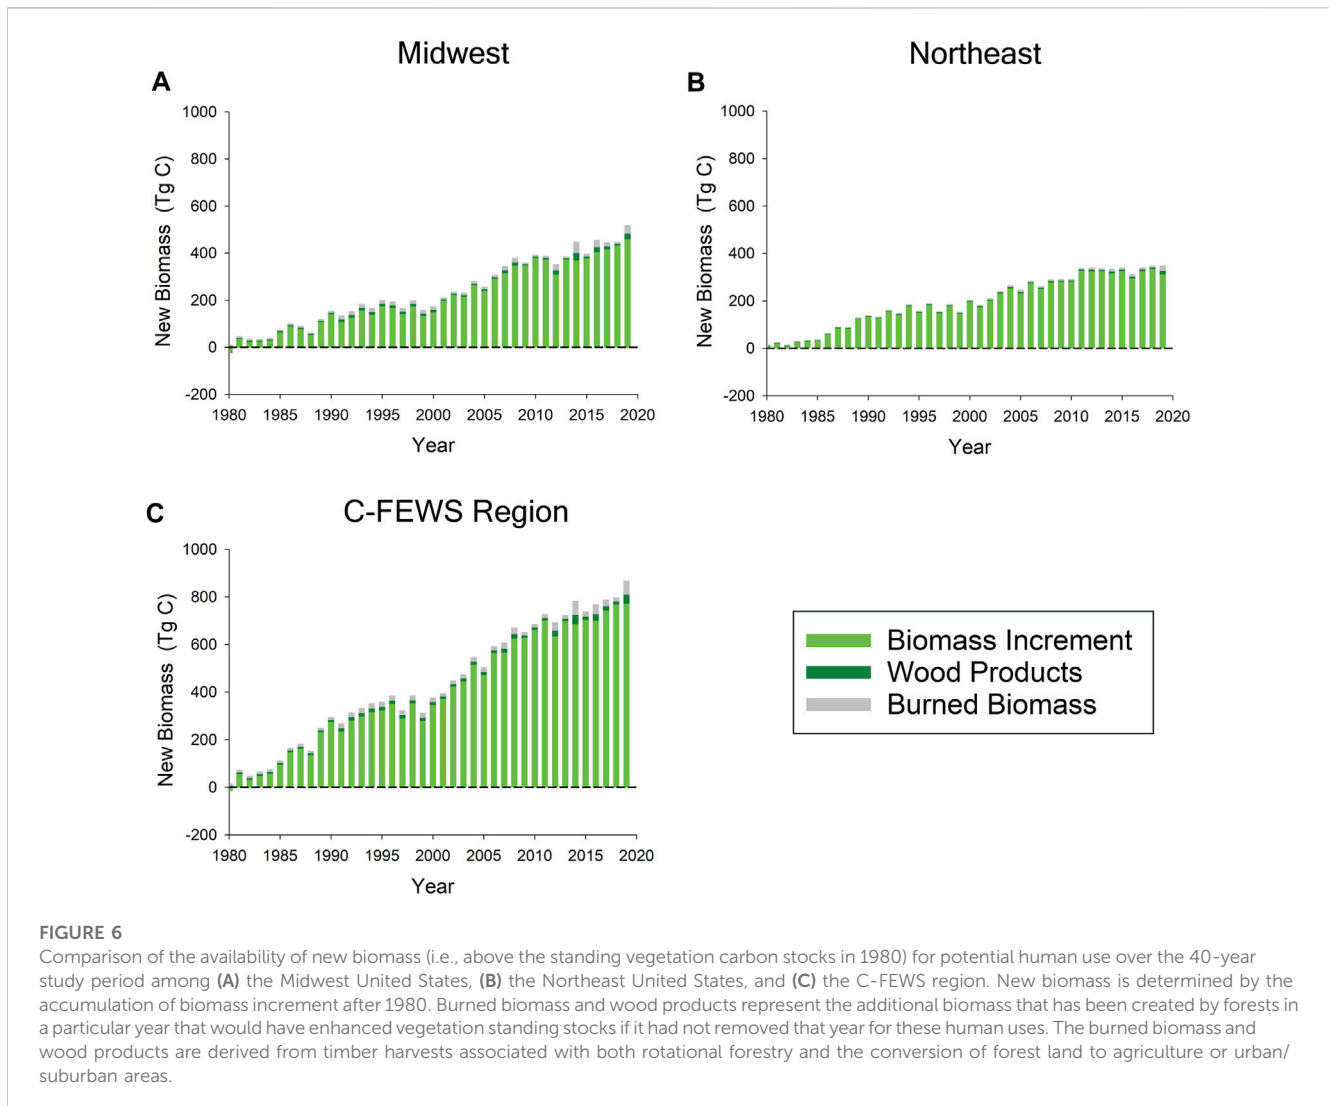 Midwest
A
1000
800
600
400
200
0
-200
New Biomass (Tg C)
1980 1985 1990 1995 2000 2005 2010 2015 2020
Year
Northeast
B
1000
800
600
400
200
0
-200
New Biomass (Tg C)
1980 1985 1990 1995 2000 2005 2010 2015 2020
Year
C-FEWS Region
C
1000
800
600
400
200
0
-200
New Biomass (Tg C)
1980 1985 1990 1995 2000 2005 2010 2015 2020
Year
Biomass Increment
Wood Products
Burned Biomass
FIGURE 6
Comparison of the availability of new biomass (i.e., above the standing vegetation carbon stocks in 1980) for potential human use over the 40-year
study period among (A) the Midwest United States, (B) the Northeast United States, and (C) the C-FEWS region. New biomass is determined by the
accumulation of biomass increment after 1980. Burned biomass and wood products represent the additional biomass that has been created by forests in
a particular year that would have enhanced vegetation standing stocks if it had not removed that year for these human uses. The burned biomass and
wood products are derived from timber harvests associated with both rotational forestry and the conversion of forest land to agriculture or urban/
suburban areas.